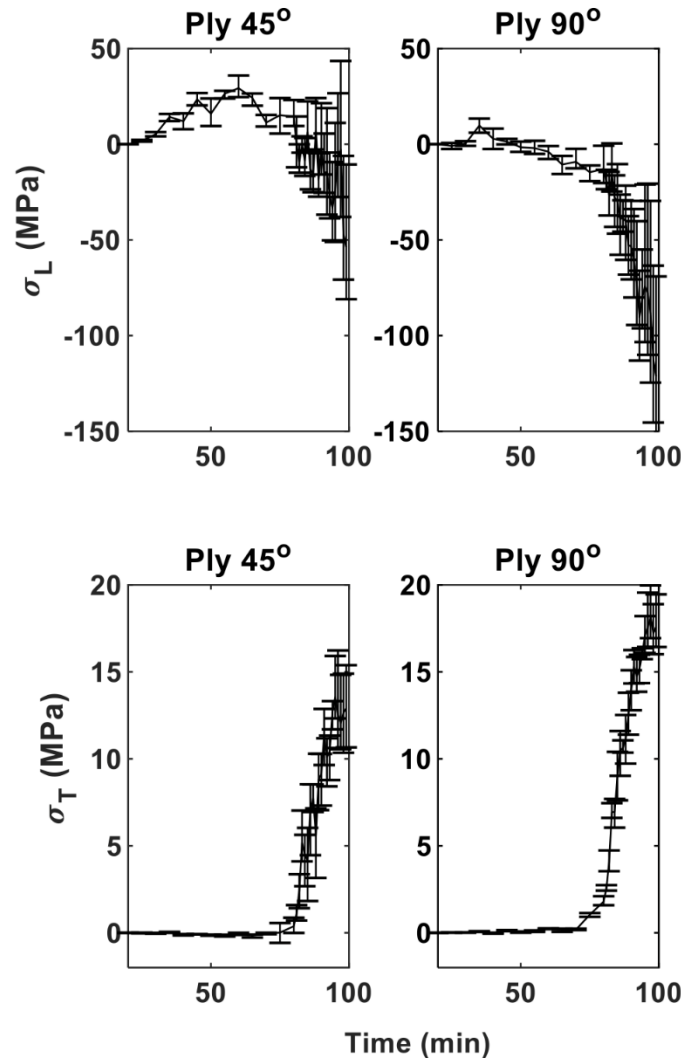 Ply 45° Ply 90°
50 50
0 0
-50 -50
-100 -100
-150 -150
σL (MPa)
50 100 50 100
Ply 45° Ply 90°
20 20
15 15
10 10
5 5
0 0
σT (MPa)
50 100 50 100
Time (min)